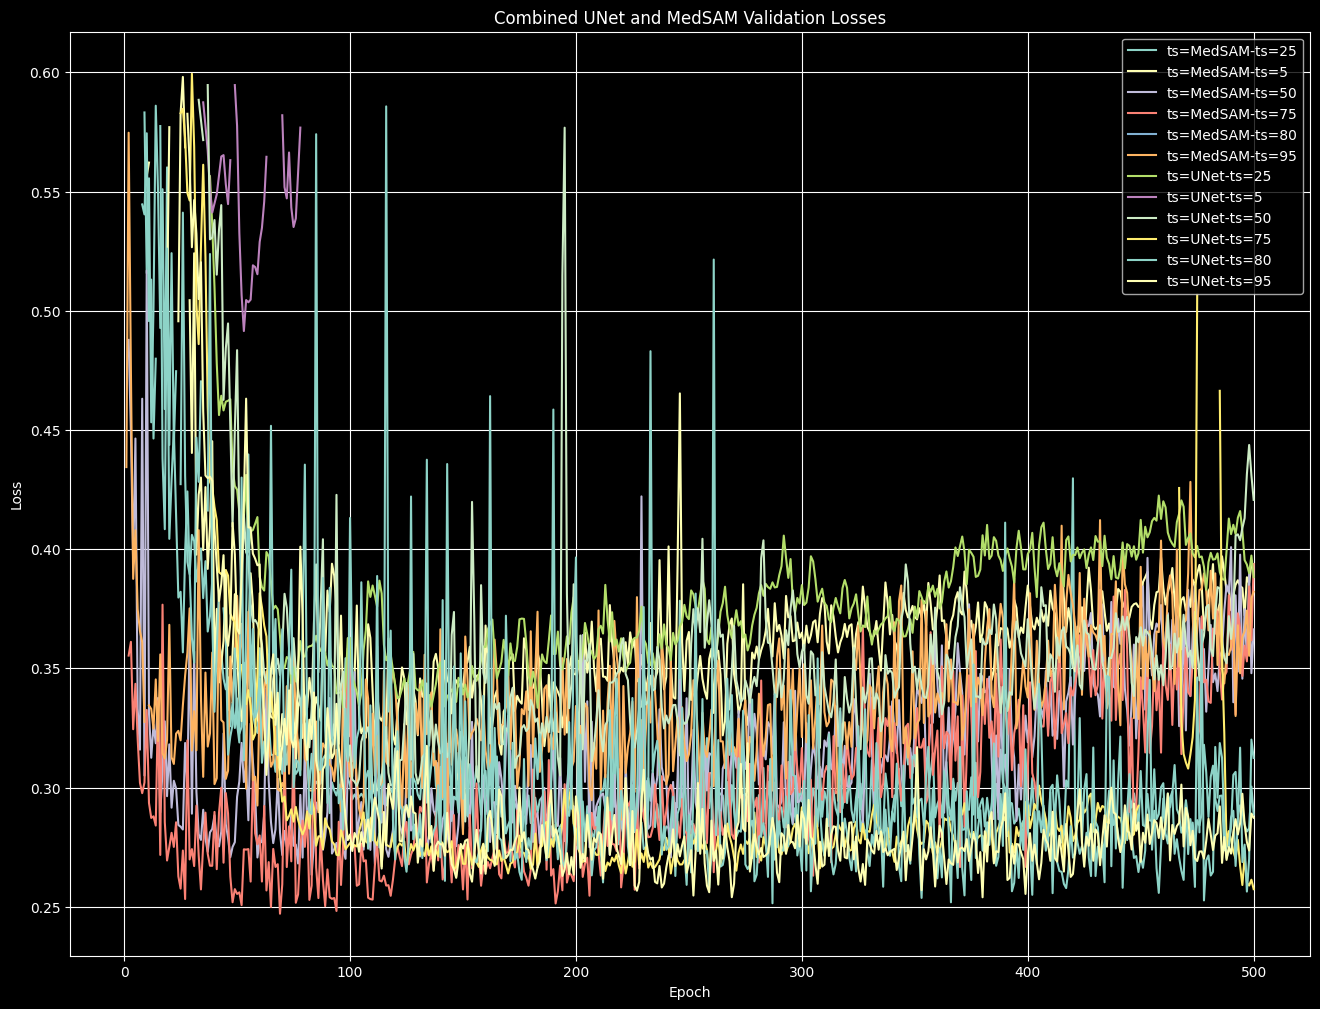 Combined UNet and MedSAM Validation Losses
ts=MedSAM-ts=25
ts=MedSAM-ts=5
ts=MedSAM-ts=50
ts=MedSAM-ts=75
ts=MedSAM-ts=80
ts=MedSAM-ts=95
ts=UNet-ts=25
ts=UNet-ts=5
ts=UNet-ts=50
ts=UNet-ts=75
ts=UNet-ts=80
ts=UNet-ts=95
0.60
0.55
0.50
0.45
0.40
0.35
0.30
0.25
Loss
0 100 200 300 400 500
Epoch